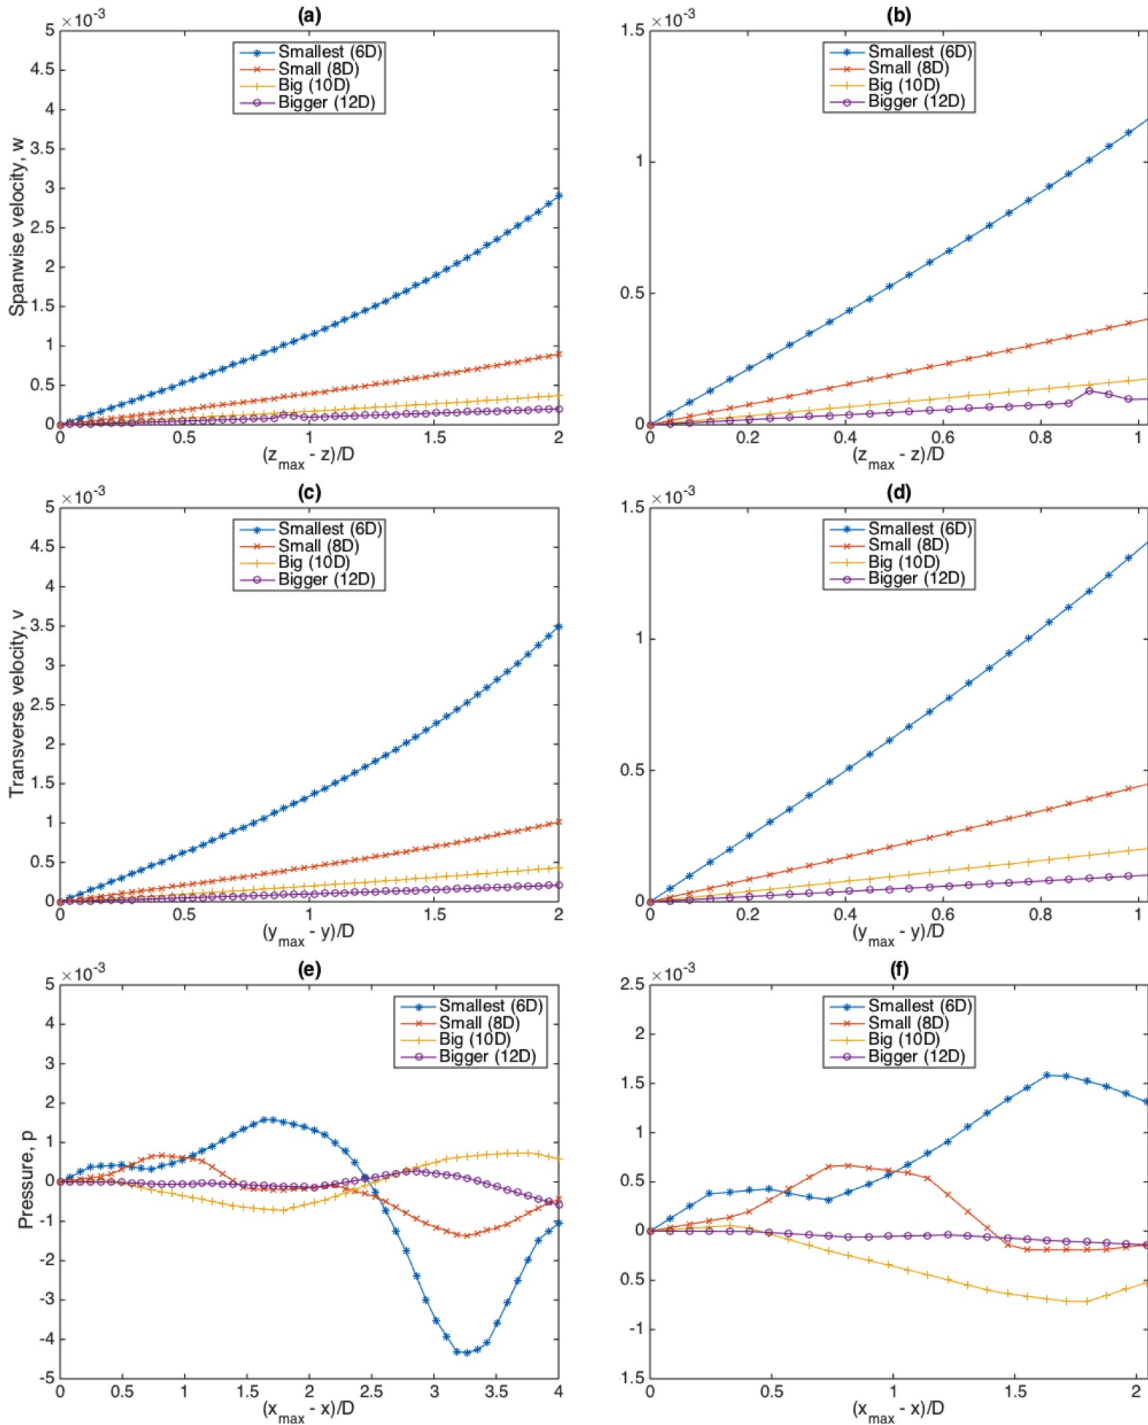 (a)
×10-3
5
4.5
4
3.5
3
2.5
2
1.5
1
0.5
0
Spanwise velocity, w
Smallest (6D)
Small (8D)
Big (10D)
Bigger (12D)
0 0.5 1 1.5 2
(zmax - z)/D
(b)
×10-3
1.5
1
0.5
0
Smallest (6D)
Small (8D)
Big (10D)
Bigger (12D)
0 0.2 0.4 0.6 0.8 1
(zmax - z)/D
(c)
×10-3
5
4.5
4
3.5
3
2.5
2
1.5
1
0.5
0
Transverse velocity, v
Smallest (6D)
Small (8D)
Big (10D)
Bigger (12D)
0 0.5 1 1.5 2
(ymax - y)/D
(d)
×10-3
1.5
1
0.5
0
Smallest (6D)
Small (8D)
Big (10D)
Bigger (12D)
0 0.2 0.4 0.6 0.8 1
(ymax - y)/D
(e)
×10-3
5
4
3
2
1
0
-1
-2
-3
-4
-5
Pressure, p
Smallest (6D)
Small (8D)
Big (10D)
Bigger (12D)
0 0.5 1 1.5 2 2.5 3 3.5 4
(xmax - x)/D
(f)
×10-3
2.5
2
1.5
1
0.5
0
0.5
-1
1.5
Smallest (6D)
Small (8D)
Big (10D)
Bigger (12D)
0 0.5 1 1.5 2
(xmax - x)/D